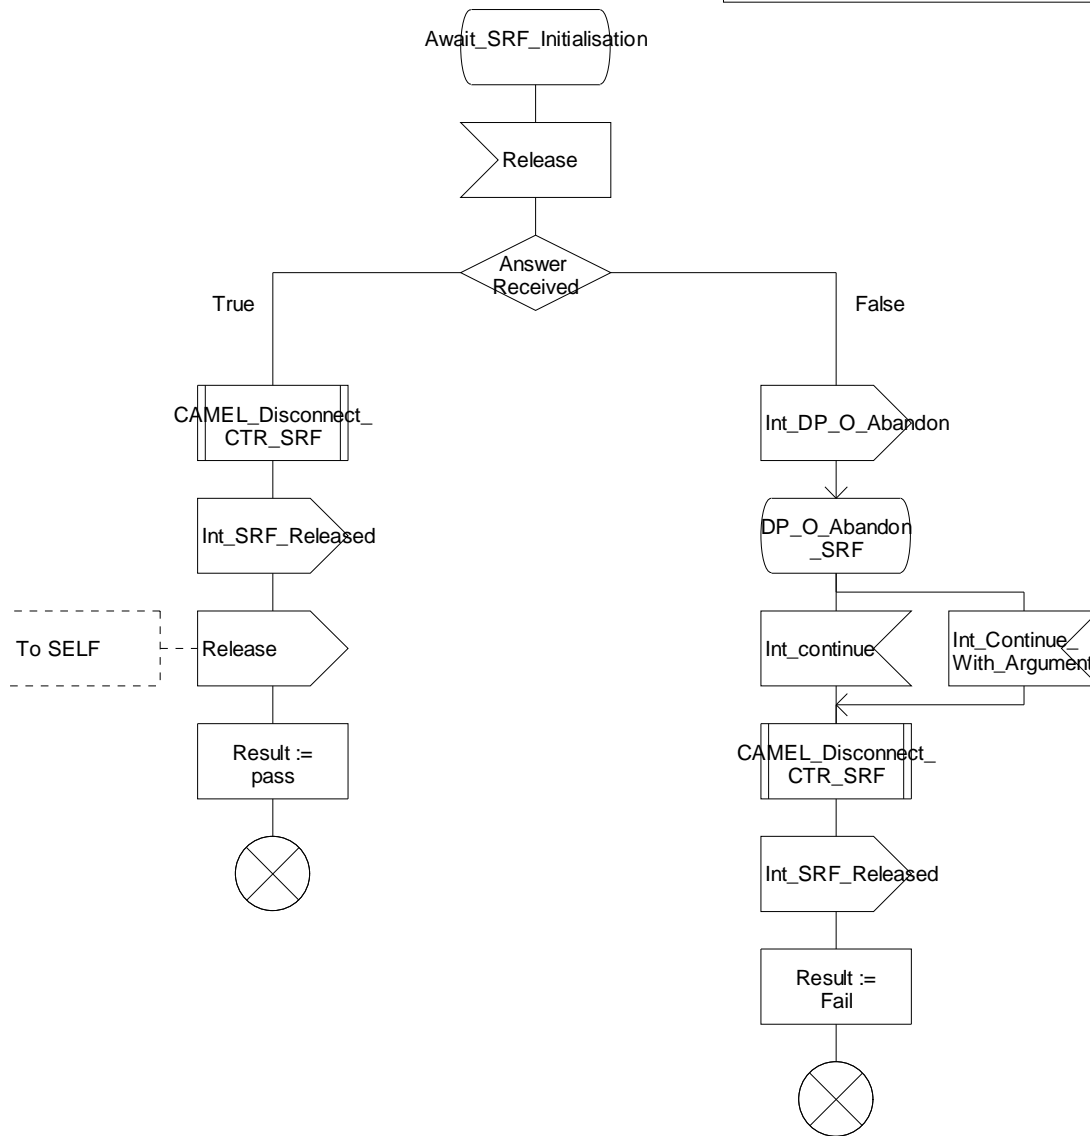 Await_SRF_Initialisation
Release
Answer
Received
True
False
CAMEL_Disconnect_
CTR_SRF
Int_DP_O_Abandon
Int_SRF_Released
DP_O_Abandon
_SRF
To SELF
Release
Int_continue
Int_Continue_
With_Argument
Result :=
pass
CAMEL_Disconnect_
CTR_SRF
Int_SRF_Released
Result :=
Fail